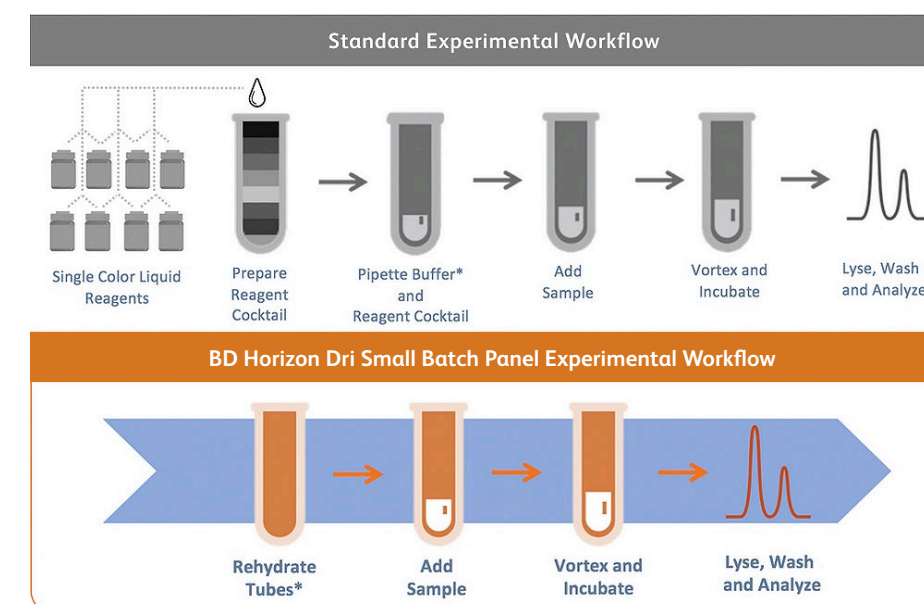 Standard Experimental Workflow
Single Color Liquid
Reagents
Prepare
Reagent
Cocktail
Pipette Buffer*
and
Reagent Cocktail
Add
Sample
Vortex and
Incubate
Lyse, Wash
and Analyze
BD Horizon Dri Small Batch Panel Experimental Workflow
Rehydrate
Tubes*
Add
Sample
Vortex and
Incubate
Lyse, Wash
and Analyze